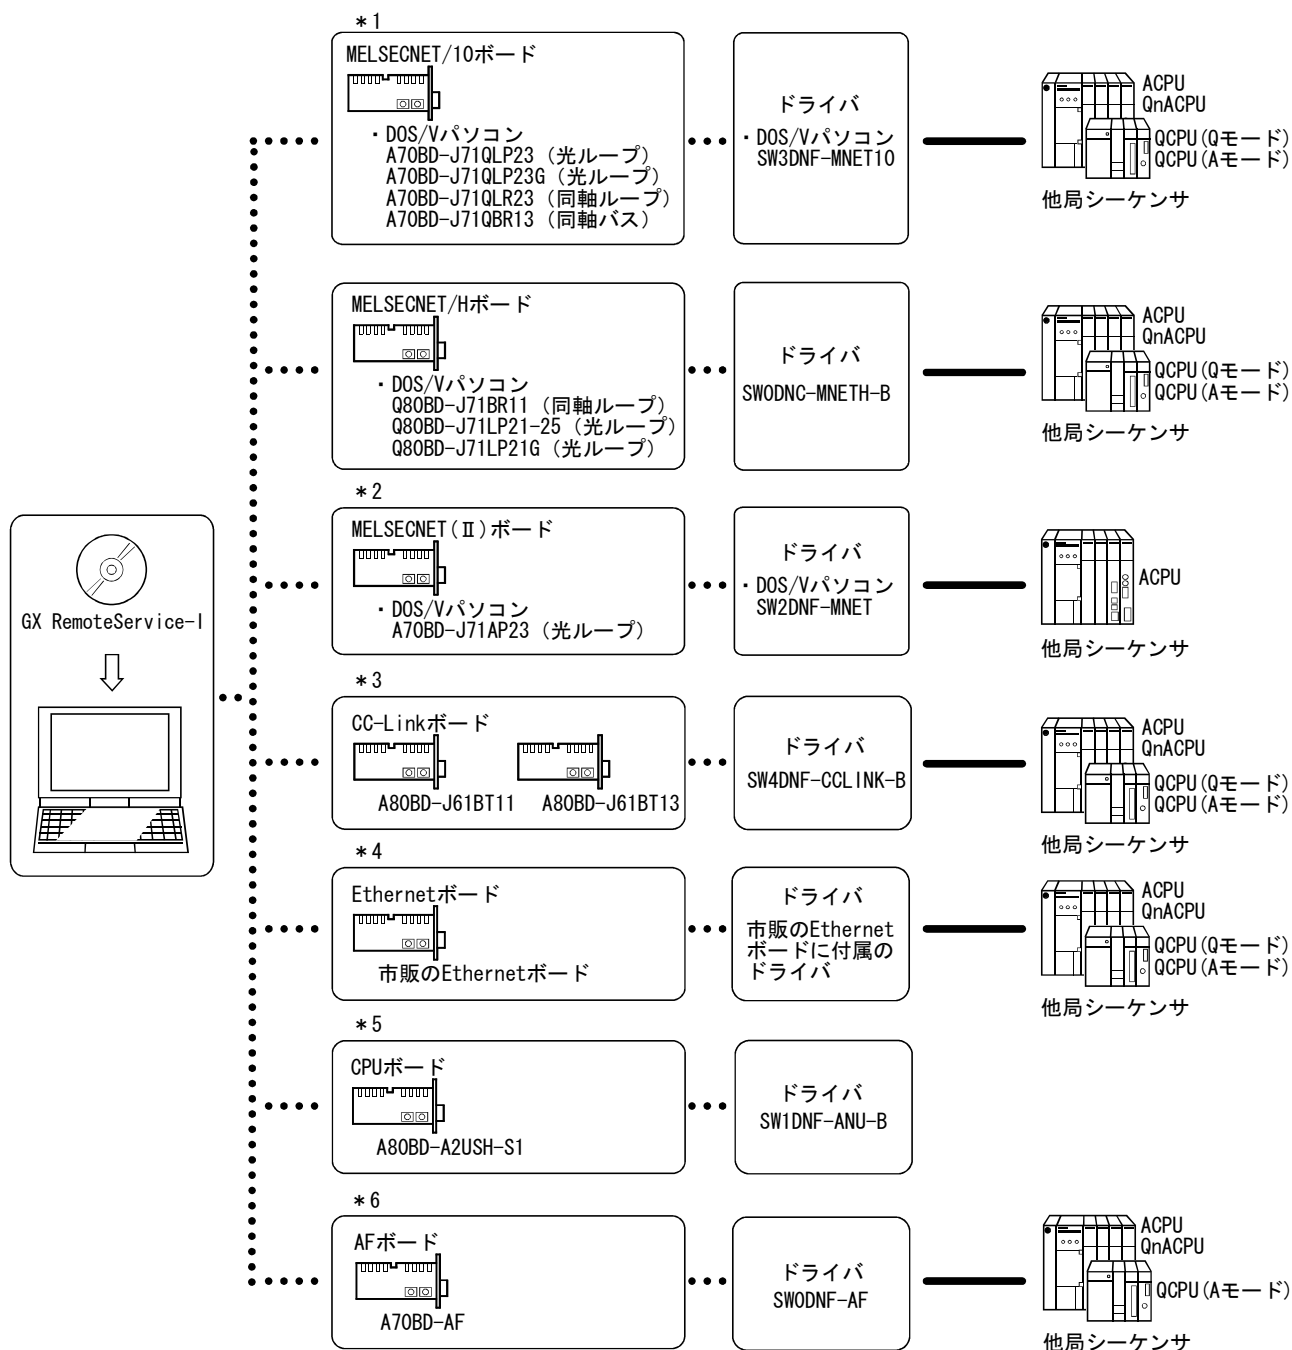 *1
MELSECNET/10ボード
・DOS/Vパソコン
A70BD-J71QLP23 (光ループ)
A70BD-J71QLP23G (光ループ)
A70BD-J71QLR23 (同軸ループ)
A70BD-J71QBR13 (同軸バス)
ドライバ
・DOS/Vパソコン
SW3DNF-MNET10
ACPU
QnACPU
QCPU(Qモード)
QCPU(Aモード)
他局シーケンサ
MELSECNET/Hボード
・DOS/Vパソコン
Q80BD-J71BR11 (同軸ループ)
Q80BD-J71LP21-25 (光ループ)
Q80BD-J71LP21G (光ループ)
ドライバ
SW0DNC-MNETH-B
ACPU
QnACPU
QCPU(Qモード)
QCPU(Aモード)
他局シーケンサ
GX RemoteService-I
*2
MELSECNET(Ⅱ)ボード
・DOS/Vパソコン
A70BD-J71AP23 (光ループ)
ドライバ
・DOS/Vパソコン
SW2DNF-MNET
ACPU
他局シーケンサ
*3
CC-Linkボード
A80BD-J61BT11 A80BD-J61BT13
ドライバ
SW4DNF-CCLINK-B
ACPU
QnACPU
QCPU(Qモード)
QCPU(Aモード)
他局シーケンサ
*4
Ethernetボード
市販のEthernetボード
ドライバ
市販のEthernet
ボードに付属の
ドライバ
ACPU
QnACPU
QCPU(Qモード)
QCPU(Aモード)
他局シーケンサ
*5
CPUボード
A80BD-A2USH-S1
ドライバ
SW1DNF-ANU-B
*6
AFボード
A70BD-AF
ドライバ
SW0DNF-AF
ACPU
QnACPU
QCPU(Aモード)
他局シーケンサ